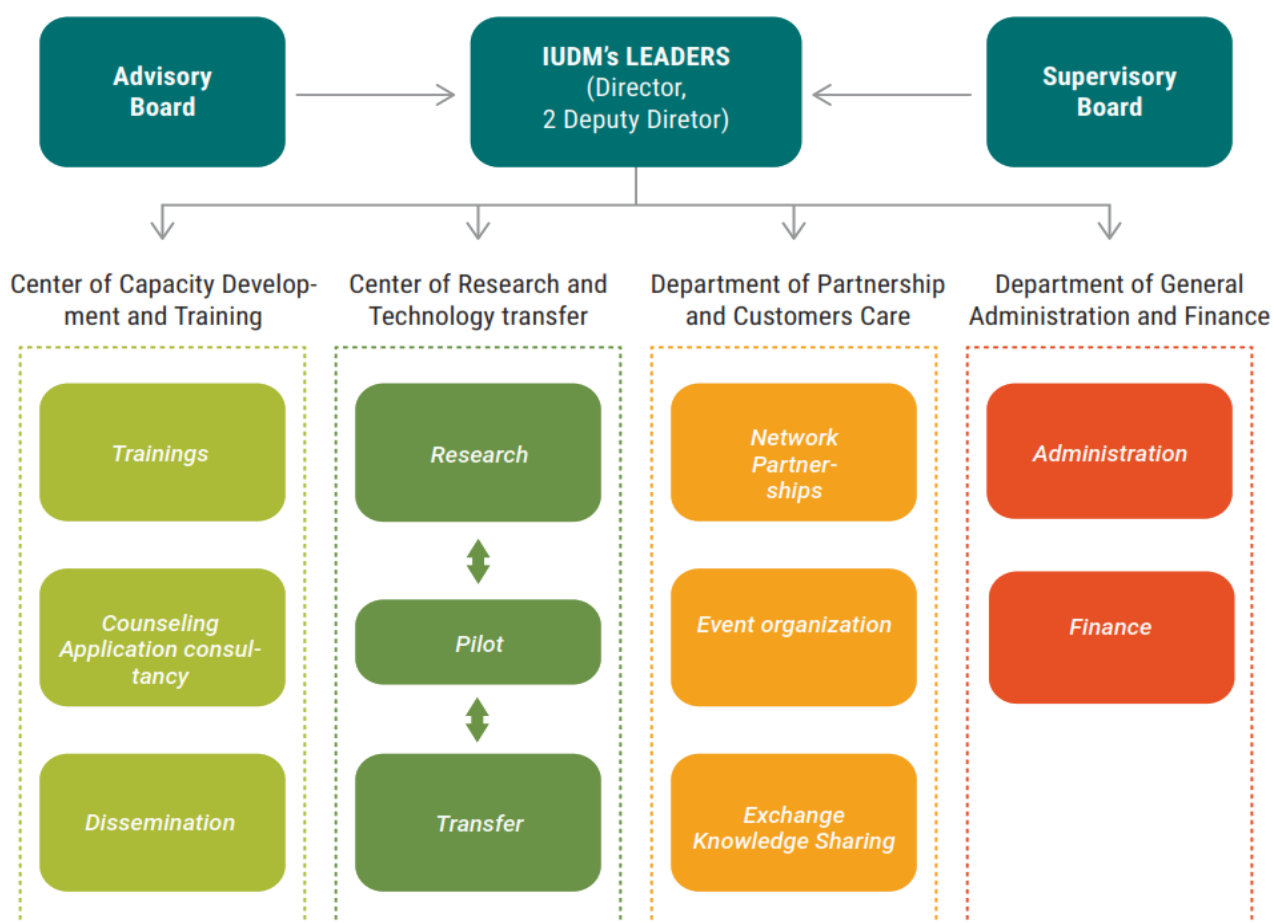 Advisory
Board
IUDM's LEADERS
(Director,
2 Deputy Diretor)
Supervisory
Board
Center of Capacity Develop-
ment and Training
Center of Research and
Technology transfer
Department of Partnership
and Customers Care
Department of General
Administration and Finance
Trainings
Counseling
Application consul-
tancy
Dissemination
Research
Pilot
Transfer
Network
Partner-
ships
Event organization
Exchange
Knowledge Sharing
Administration
Finance